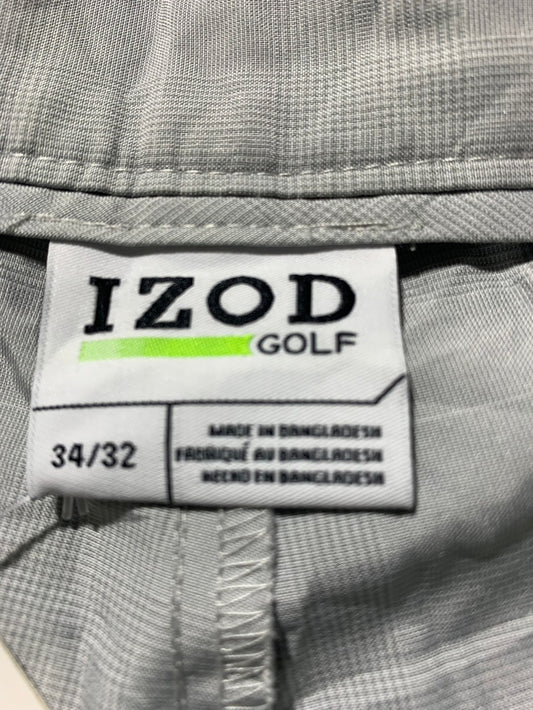 IZOD
GOLF
34/32
MADE IN BANGLADESH
FABRIQUÉ AU BANGLADESH
HECHO EN BANGLADESH